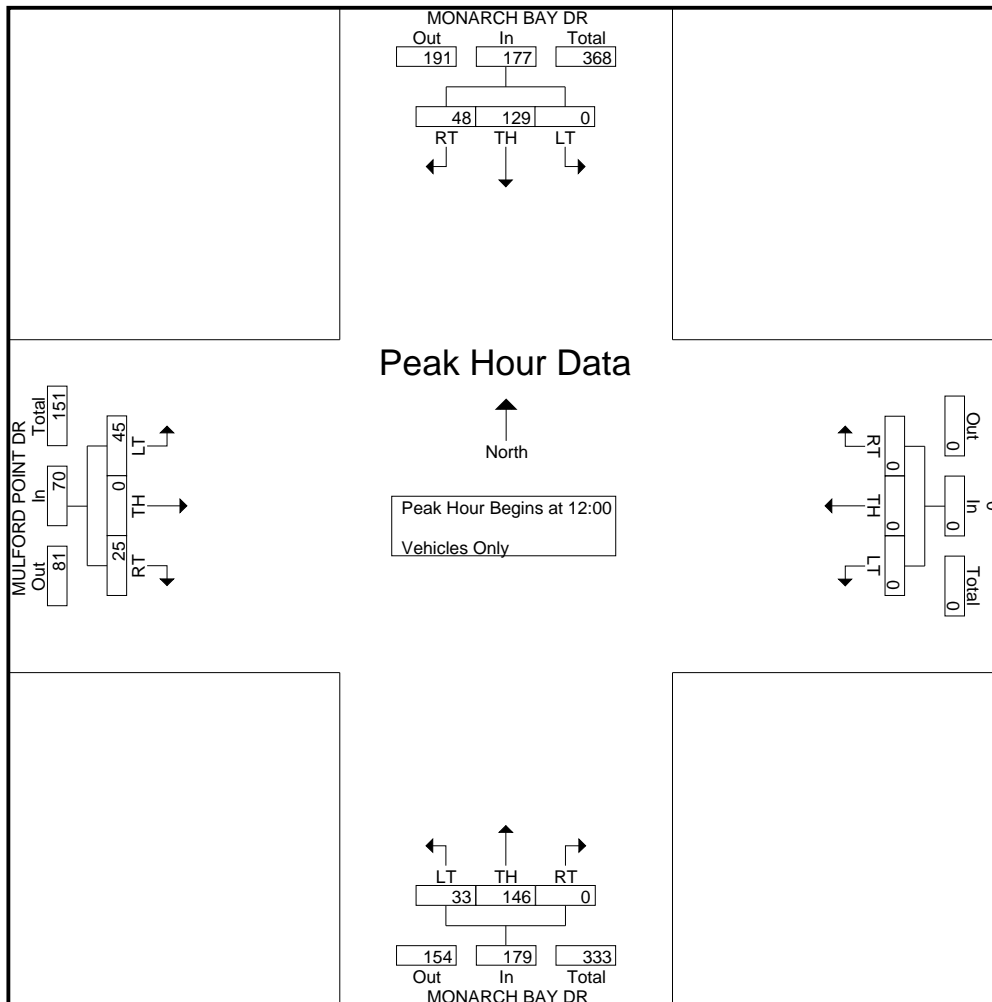 MONARCH BAY DR
Out In Total
191 177 368
48 129 0
RT TH LT
Peak Hour Data
North
Peak Hour Begins at 12:00
Vehicles Only
MULFORD POINT DR
Out In Total
81 70 151
25 0 45
RT TH LT
Out In Total
0 0 0
RT TH LT
0 0 0
LT TH RT
33 146 0
154 179 333
Out In Total
MONARCH BAY DR